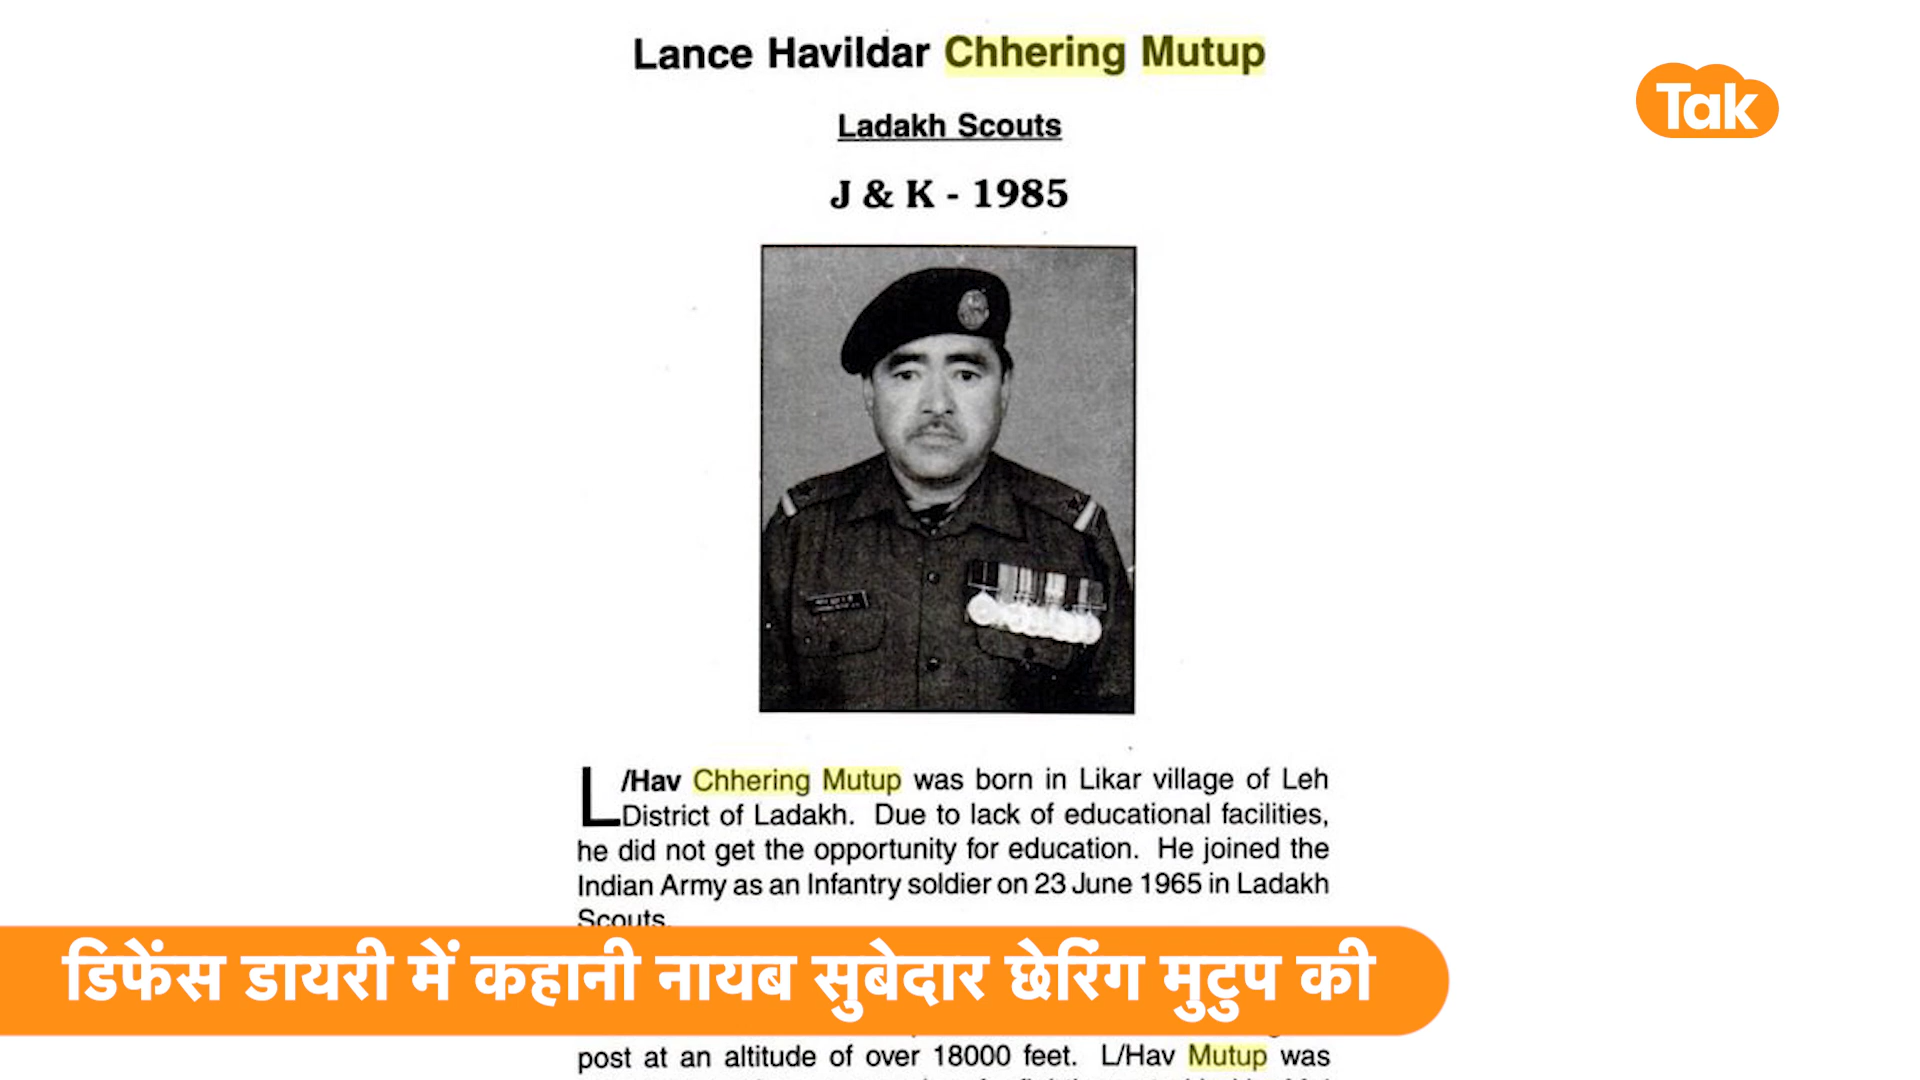 Lance Havildar Chhering Mutup
Tak
Ladakh Scouts
J & K - 1985
L/Hav Chhering Mutup was born in Likar village of Leh
District of Ladakh. Due to lack of educational facilities,
he did not get the opportunity for education. He joined the
Indian Army as an Infantry soldier on 23 June 1965 in Ladakh
Scouts.
डिफेंस डायरी में कहानी नायब सुबेदार छेरिंग मुटुप की
post at an altitude of over 18000 feet. L/Hav Mutup was